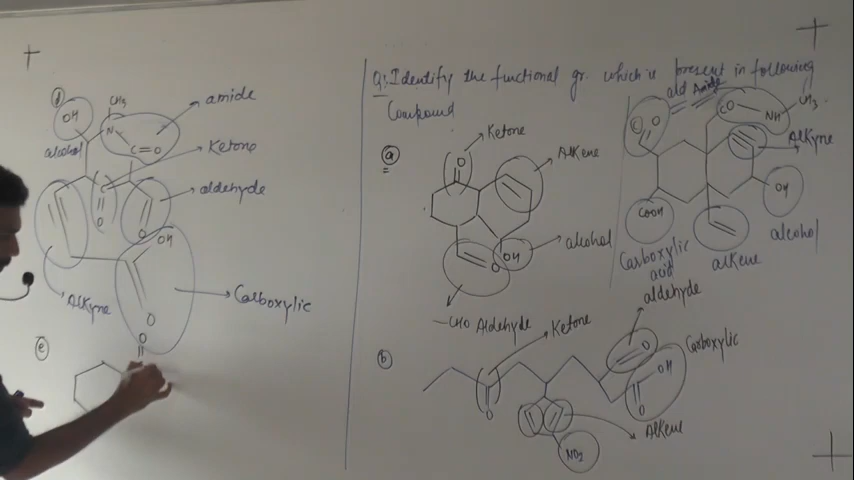 Q:. Identify the functional gr. which is present in following
Compound
(a)
Ketone
O
Alkene
alcohol
OH
O
-CHO Aldehyde
(b)
Ketone
O
aldehyde
O
Carboxylic
OH
O
Alkene
NO2
(c)
ald
Amide
O
CO
NH
CH3
Alkyne
OH
alcohol
COOH
Carboxylic
acid
alkene
(d)
OH
alcohol
CH3
N
C=O
amide
Ketone
O
aldehyde
O
OH
O
Alkyne
Carboxylic
(e)
O